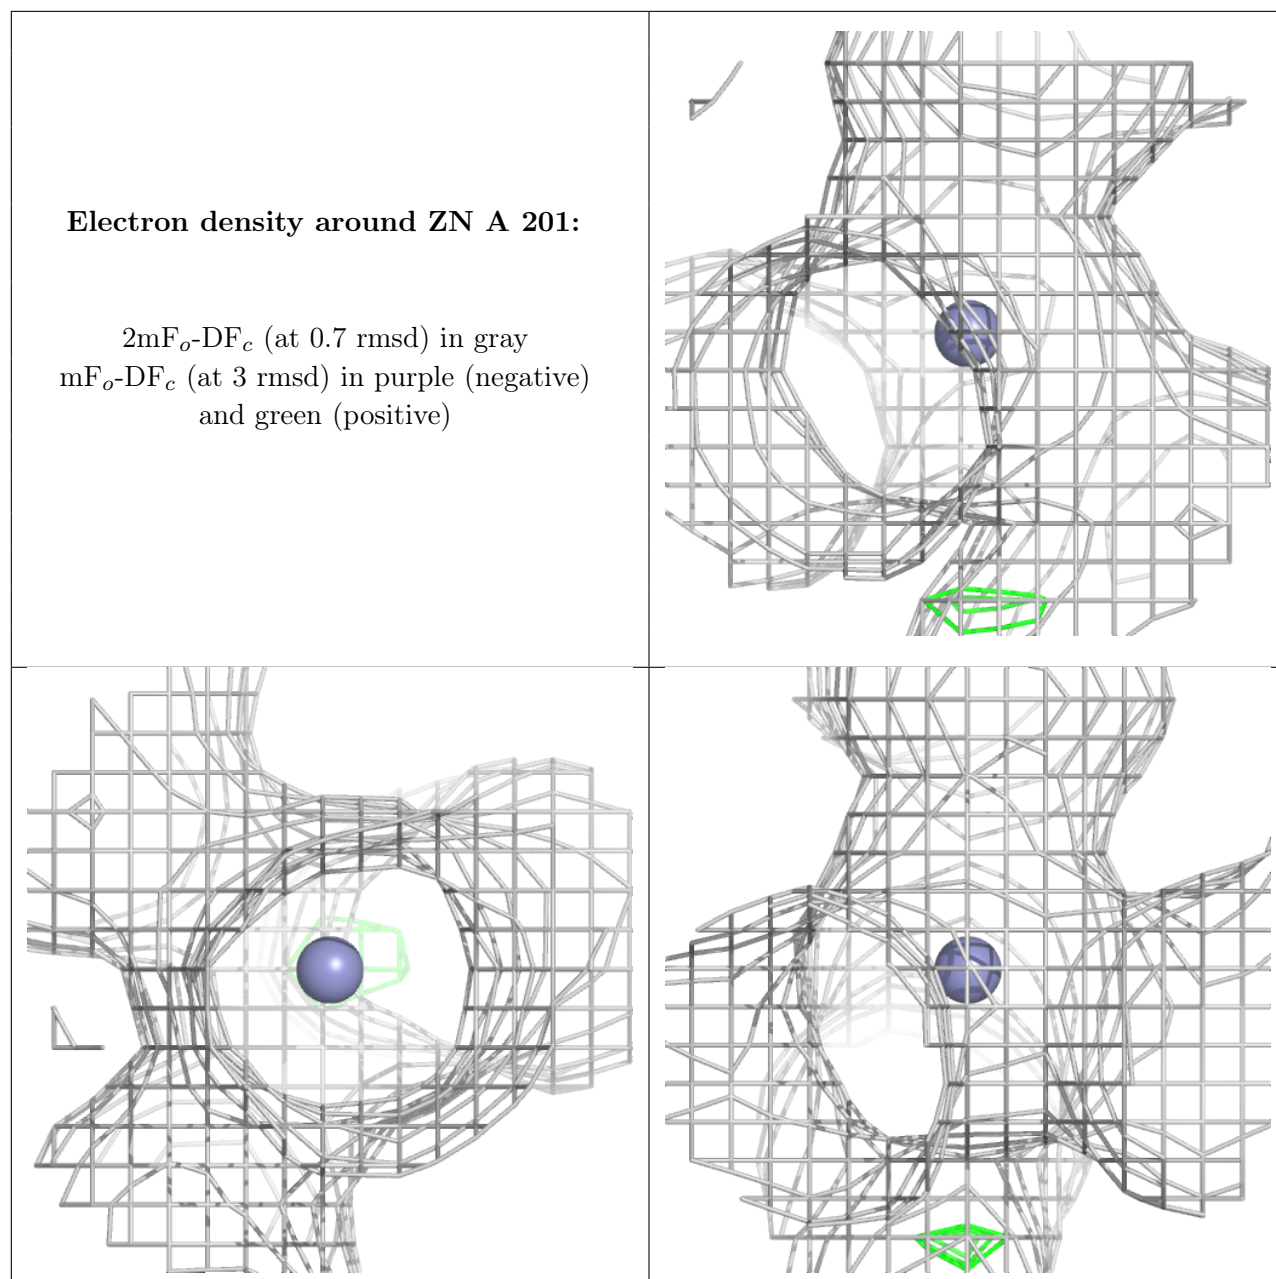 Electron density around ZN A 201:
2mFo-DFc (at 0.7 rmsd) in gray
mFo-DFc (at 3 rmsd) in purple (negative)
and green (positive)